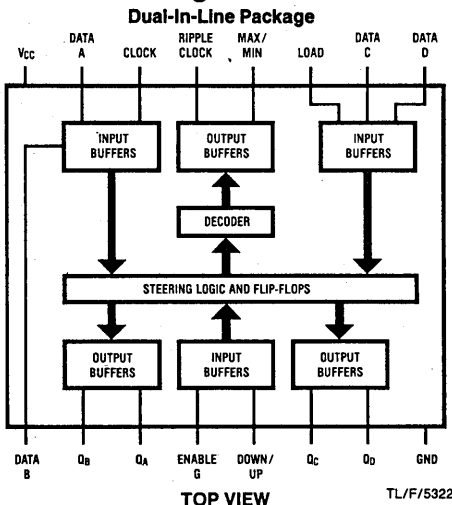 Dual-In-Line Package
DATA RIPPLE MAX/ DATA DATA
VCC A CLOCK CLOCK MIN LOAD C D
INPUT BUFFERS
OUTPUT BUFFERS
INPUT BUFFERS
DECODER
STEERING LOGIC AND FLIP-FLOPS
OUTPUT BUFFERS
INPUT BUFFERS
OUTPUT BUFFERS
DATA QB QA ENABLE DOWN/ QC QD GND
B G UP
TOP VIEW
TL/F/5322